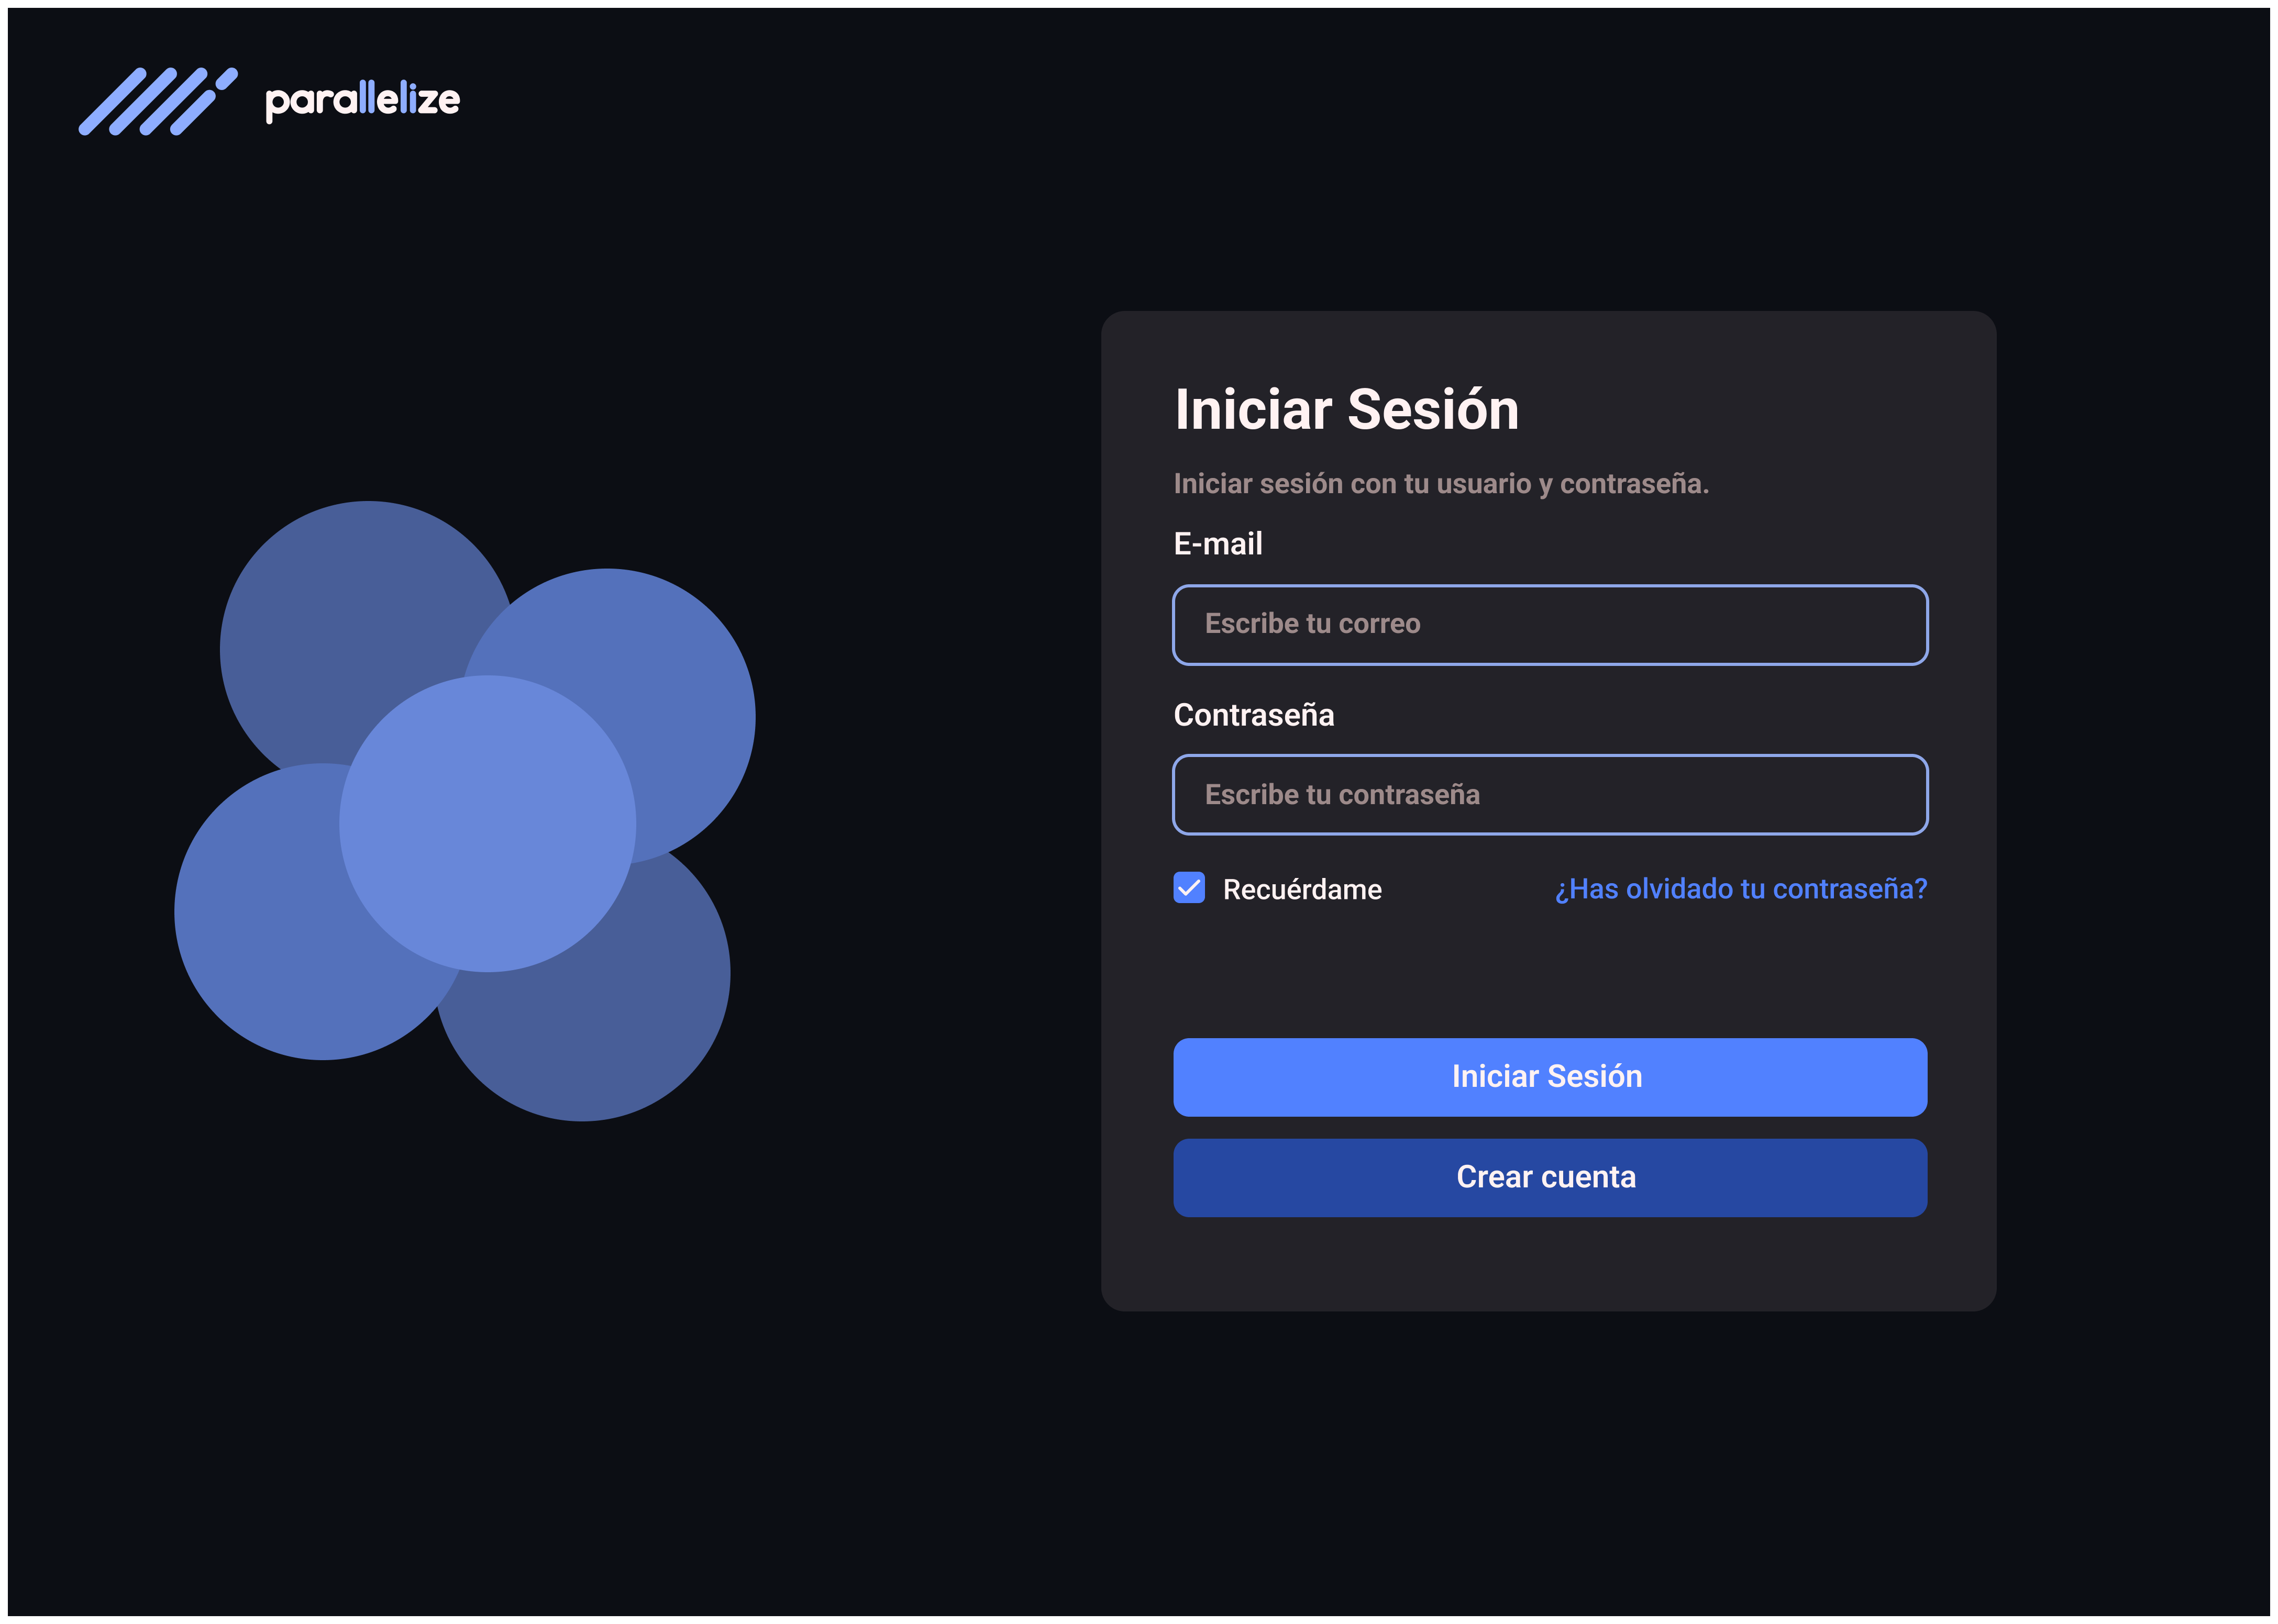 parallelize
Iniciar Sesión
Iniciar sesión con tu usuario y contraseña.
E-mail
Escribe tu correo
Contraseña
Escribe tu contraseña
Recuérdame
¿Has olvidado tu contraseña?
Iniciar Sesión
Crear cuenta